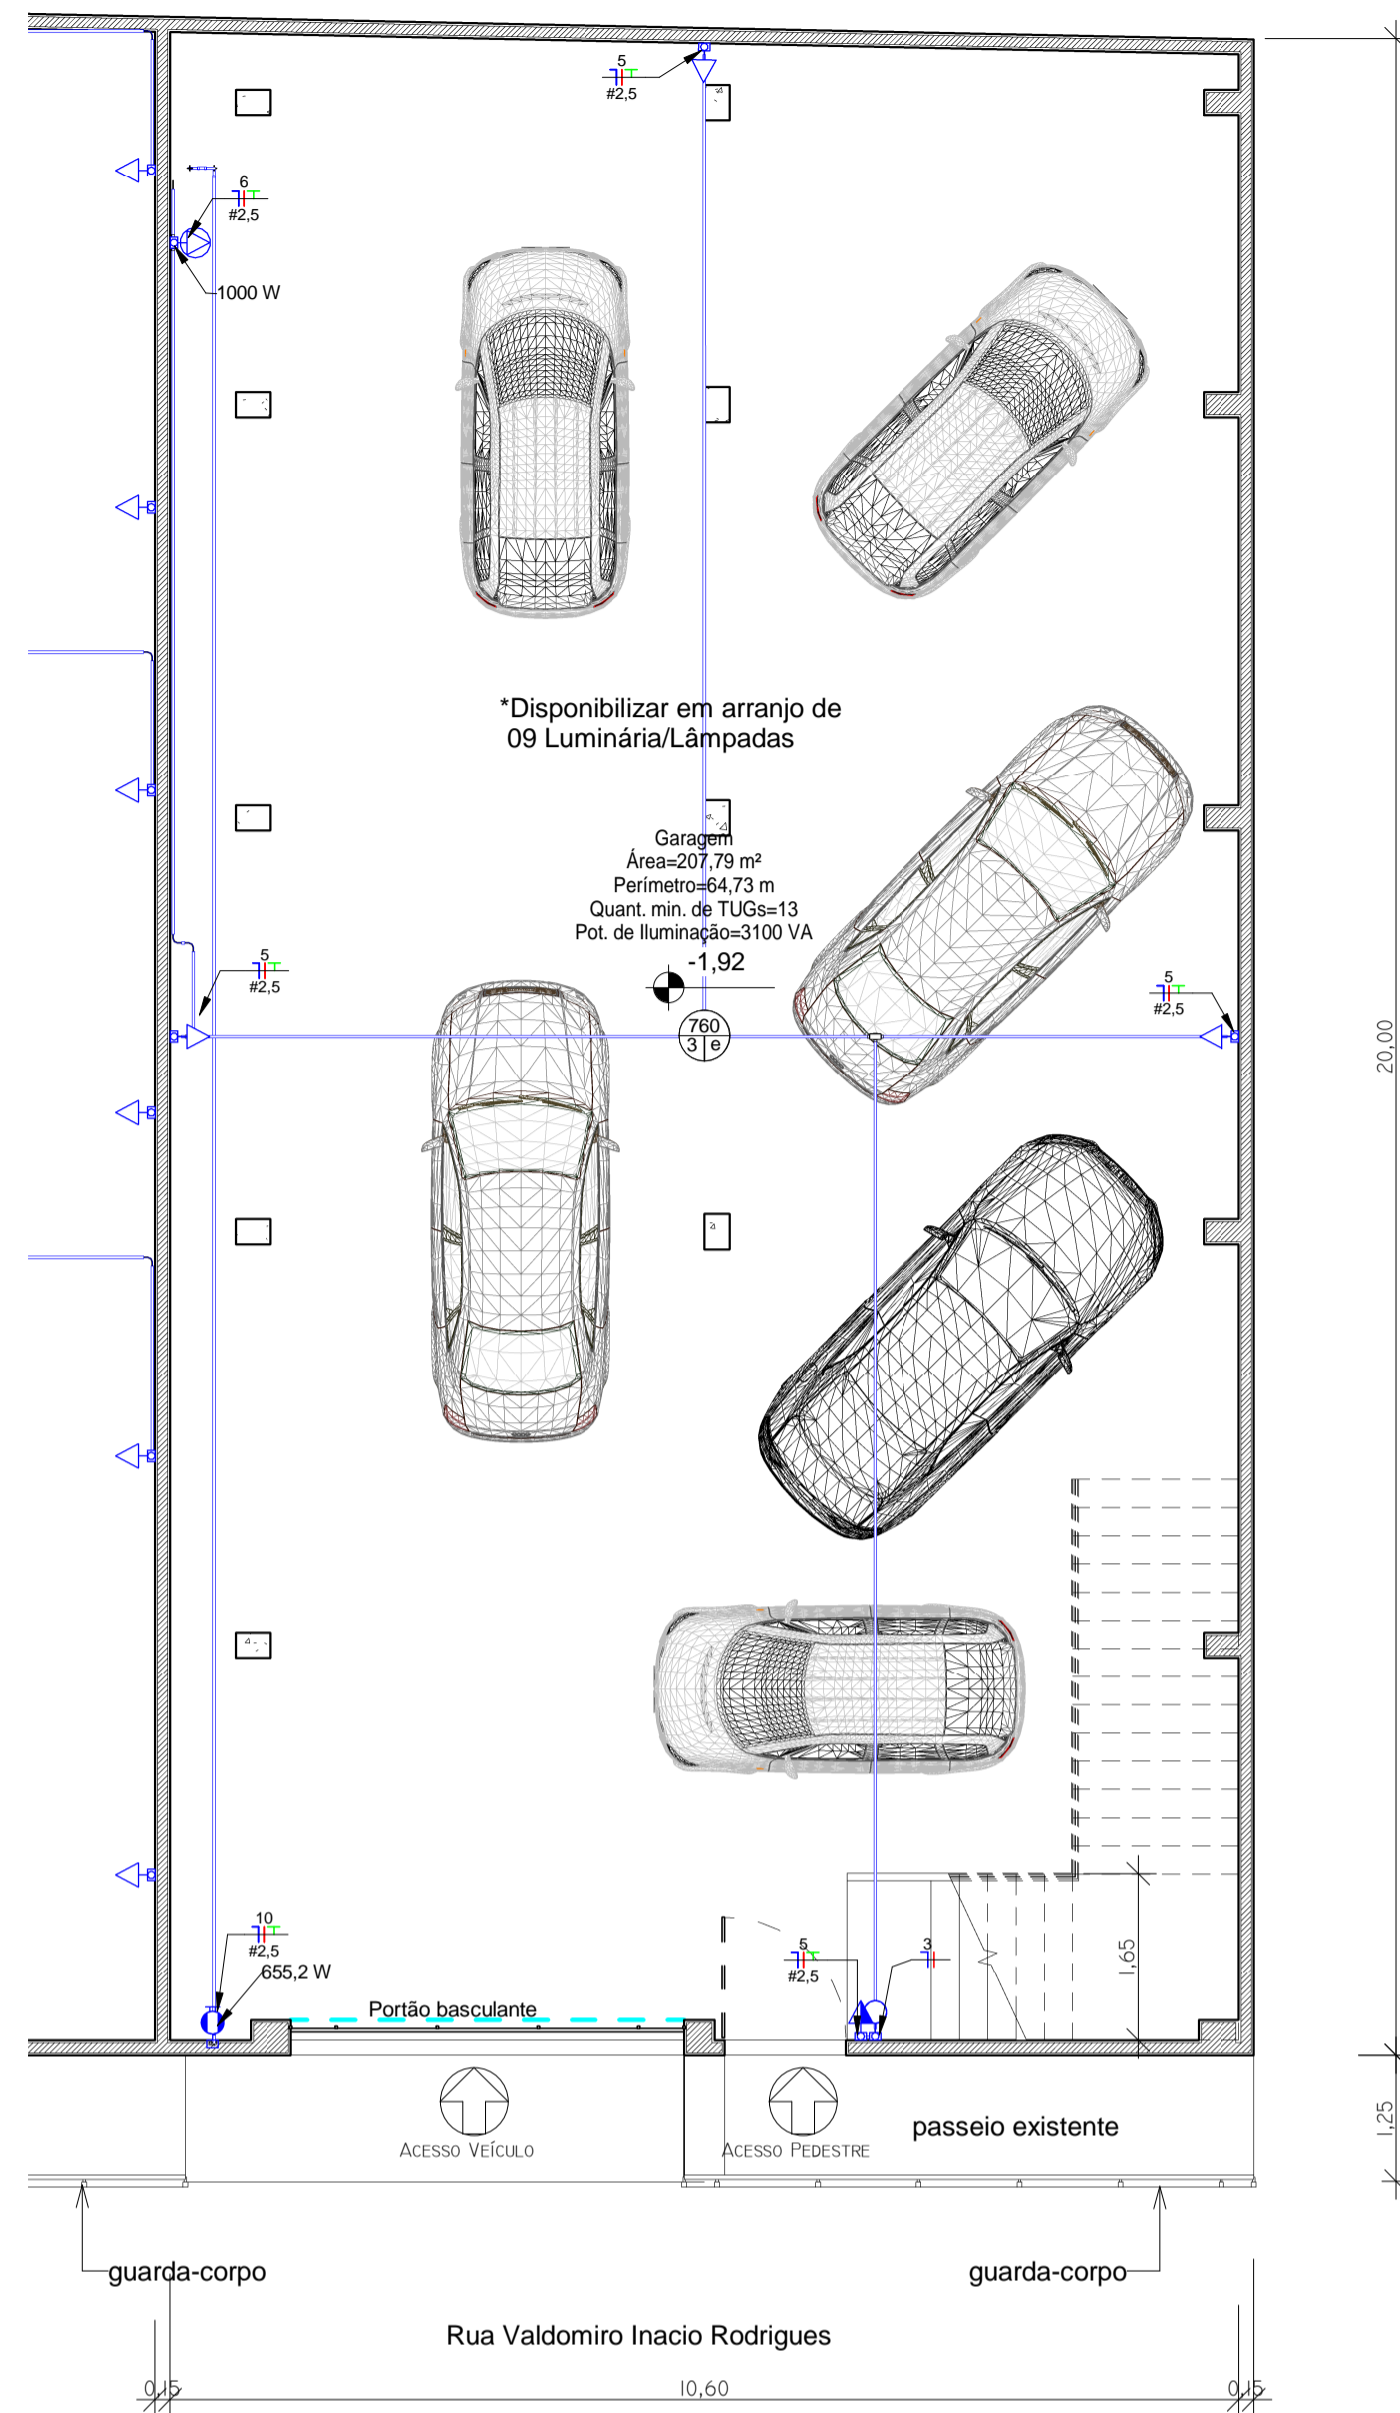 5
#2,5
6
#2,5
1000 W
*Disponibilizar em arranjo de
09 Luminária/Lâmpadas
Garagem
Área=207,79 m²
Perímetro=64,73 m
Quant. min. de TUGs=13
Pot. de Iluminação=3100 VA
-1,92
5
#2,5
5
#2,5
760
3 e
20,00
10
#2,5
655,2 W
5
#2,5
3
1,65
Portão basculante
ACESSO VEÍCULO
ACESSO PEDESTRE
passeio existente
1,25
guarda-corpo
guarda-corpo
Rua Valdomiro Inacio Rodrigues
0,15
10,60
0,15